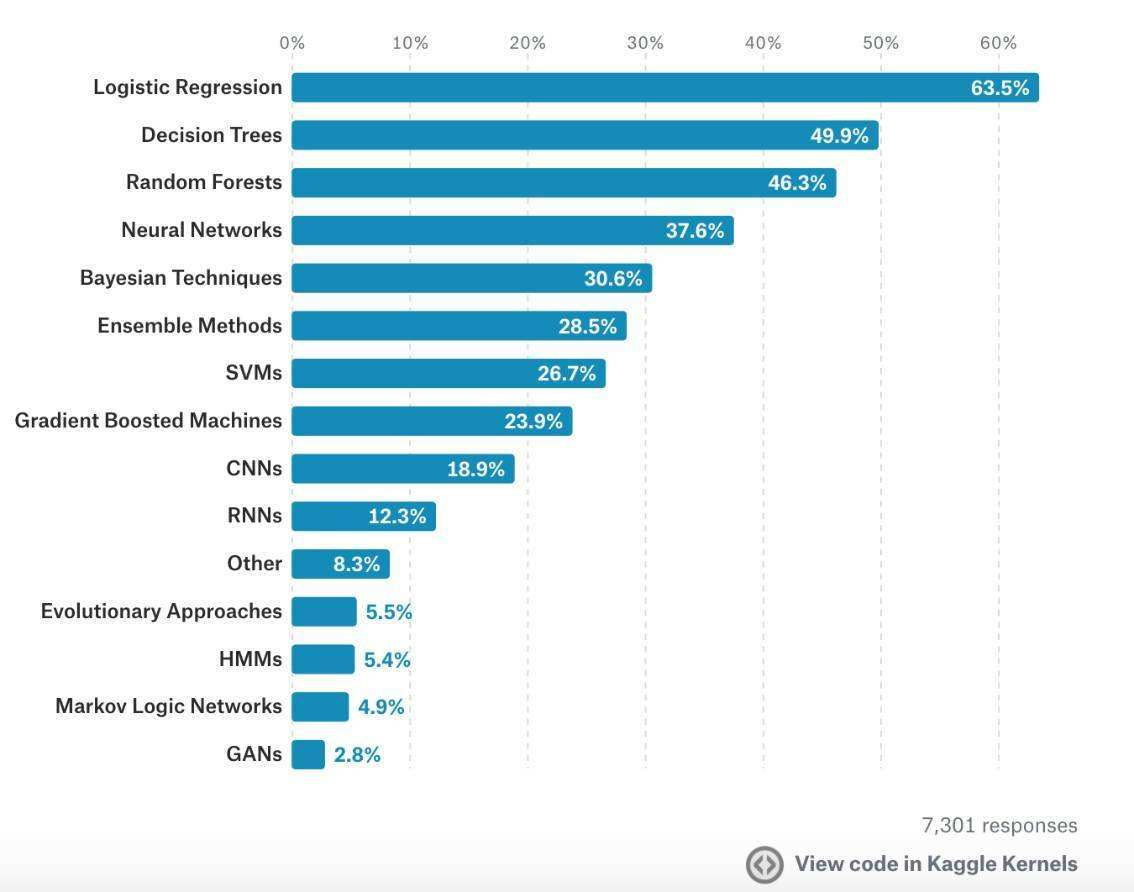 0% 10% 20% 30% 40% 50% 60%
Logistic Regression 63.5%
Decision Trees 49.9%
Random Forests 46.3%
Neural Networks 37.6%
Bayesian Techniques 30.6%
Ensemble Methods 28.5%
SVMs 26.7%
Gradient Boosted Machines 23.9%
CNNs 18.9%
RNNs 12.3%
Other 8.3%
Evolutionary Approaches 5.5%
HMMs 5.4%
Markov Logic Networks 4.9%
GANs 2.8%
7,301 responses
View code in Kaggle Kernels